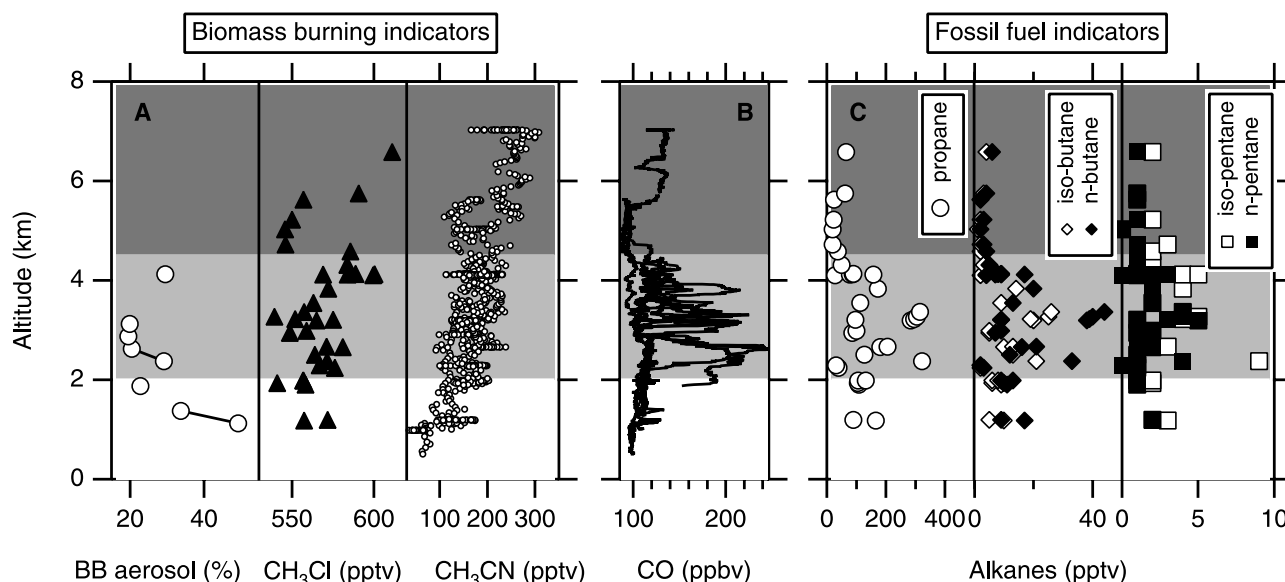 Biomass burning indicators
Fossil fuel indicators
A
B
C
propane
iso-butane
n-butane
iso-pentane
n-pentane
Altitude (km)
8
6
4
2
0
20 40
550 600
100 200 300
100 200
0 200 400
0 40
0 5 10
BB aerosol (%)
CH₃Cl (pptv)
CH₃CN (pptv)
CO (ppbv)
Alkanes (pptv)